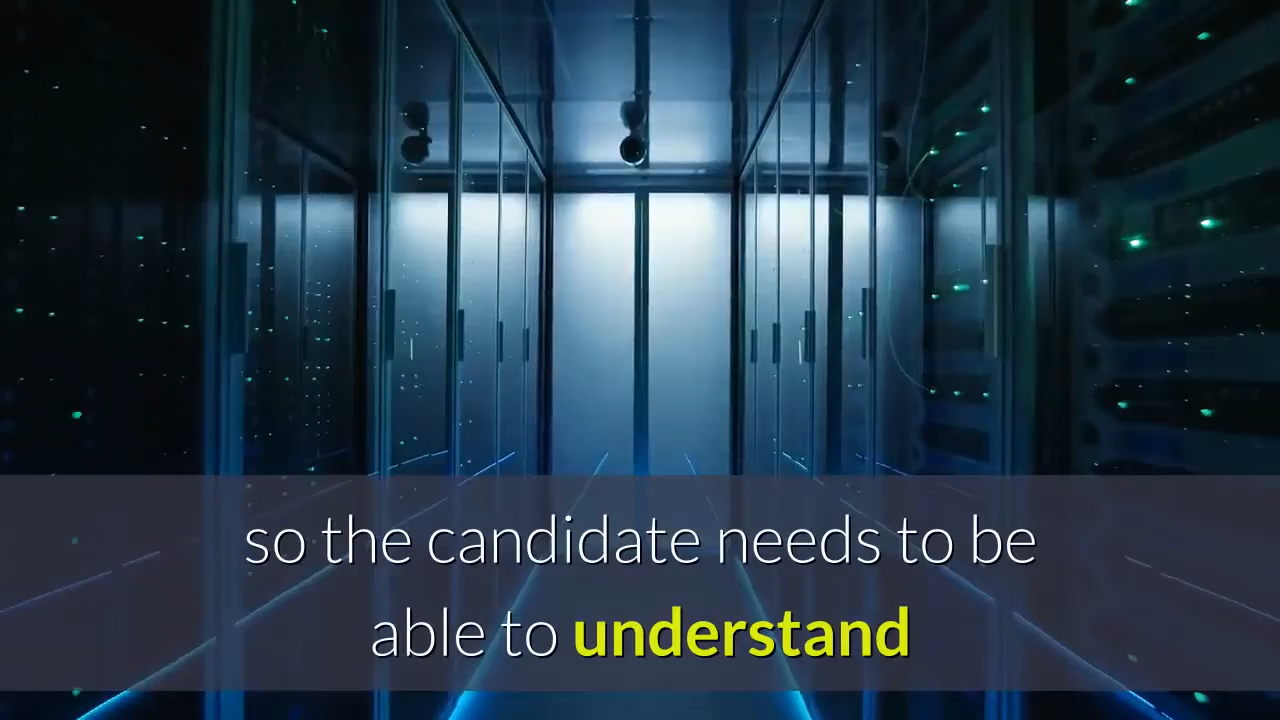 so the candidate needs to be
able to understand